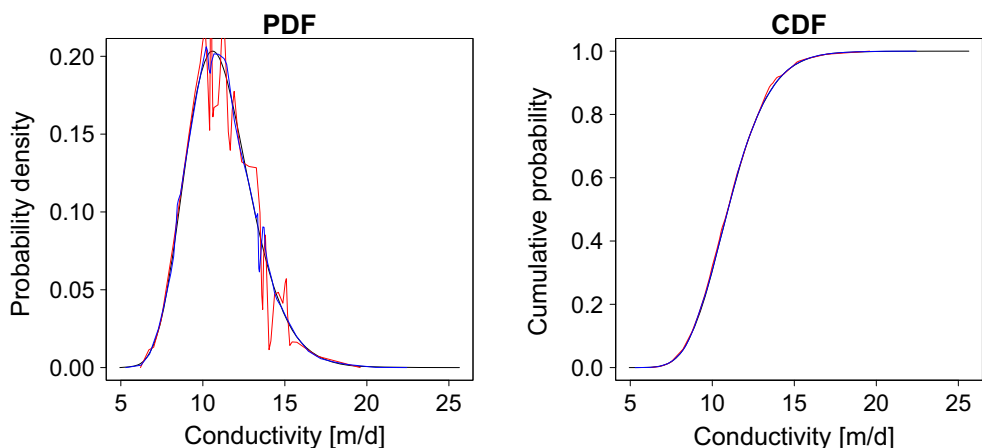 PDF
Probability density
0.20
0.15
0.10
0.05
0.00
5 10 15 20 25
Conductivity [m/d]
CDF
Cumulative probability
1.0
0.8
0.6
0.4
0.2
0.0
5 10 15 20 25
Conductivity [m/d]